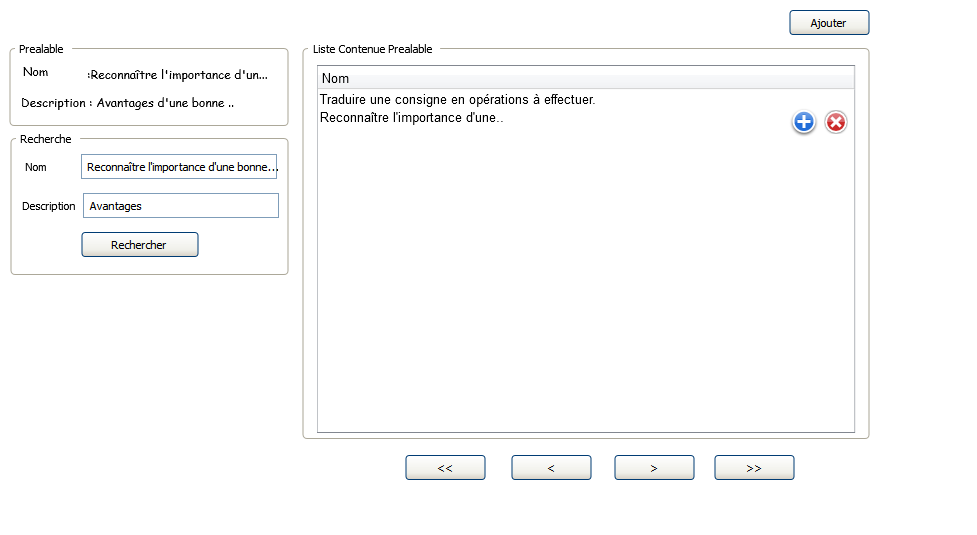 Ajouter
Prealable
Nom :Reconnaître l'importance d'un...
Description : Avantages d'une bonne ..
Recherche
Nom Reconnaître l'importance d'une bonne...
Description Avantages
Rechercher
Liste Contenue Prealable
Nom
Traduire une consigne en opérations à effectuer.
Reconnaître l'importance d'une..
<< < > >>